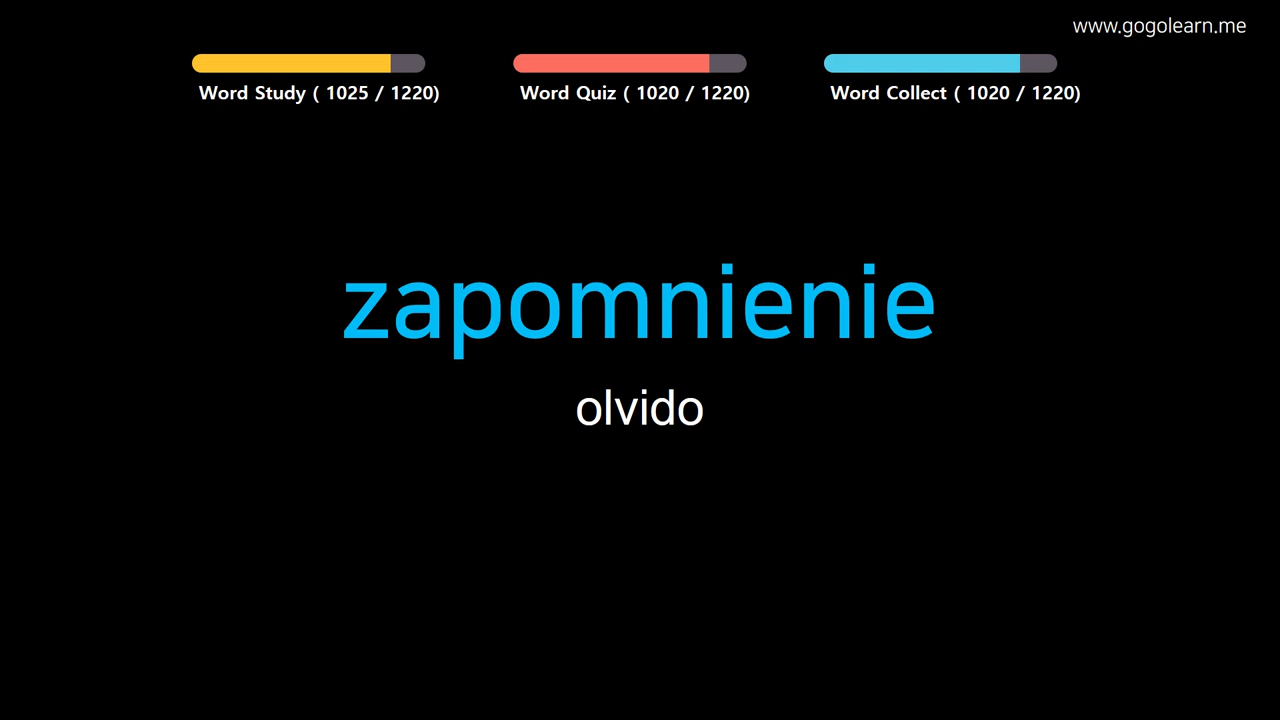 www.gogolearn.me
Word Study ( 1025 / 1220)
Word Quiz ( 1020 / 1220)
Word Collect ( 1020 / 1220)
zapomnienie
olvido